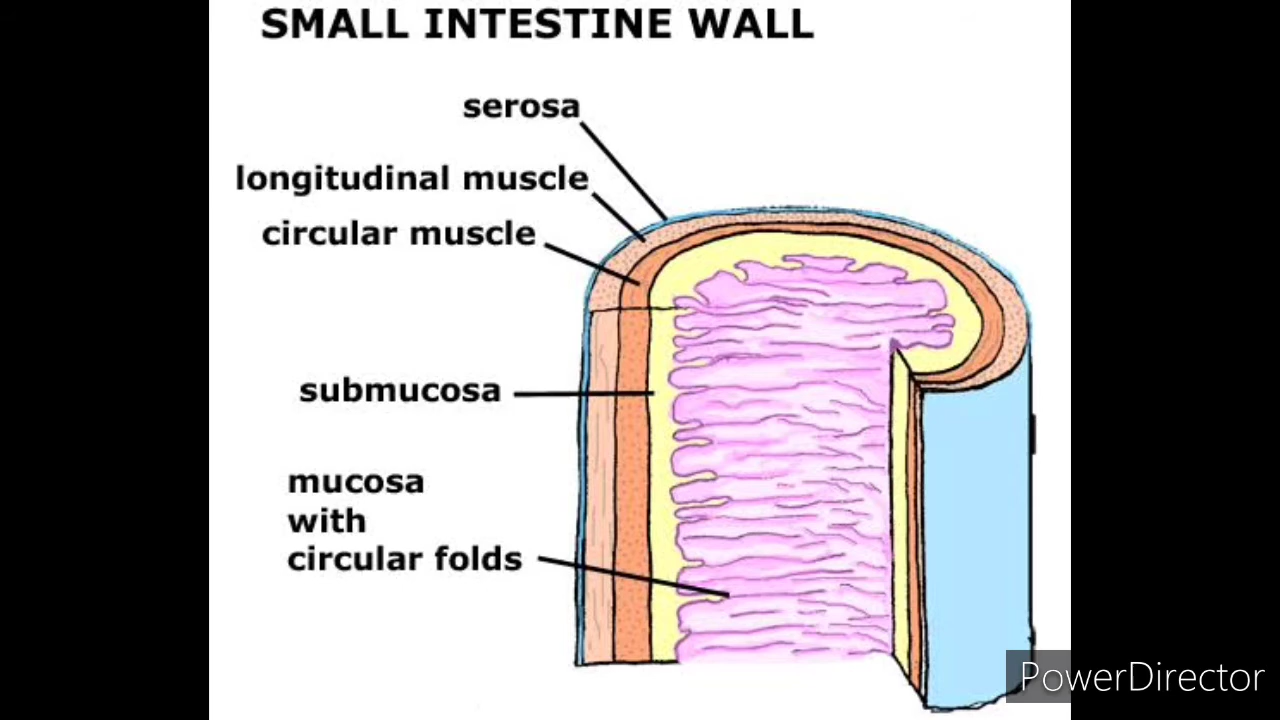 SMALL INTESTINE WALL
serosa
longitudinal muscle
circular muscle
submucosa
mucosa
with
circular folds
PowerDirector